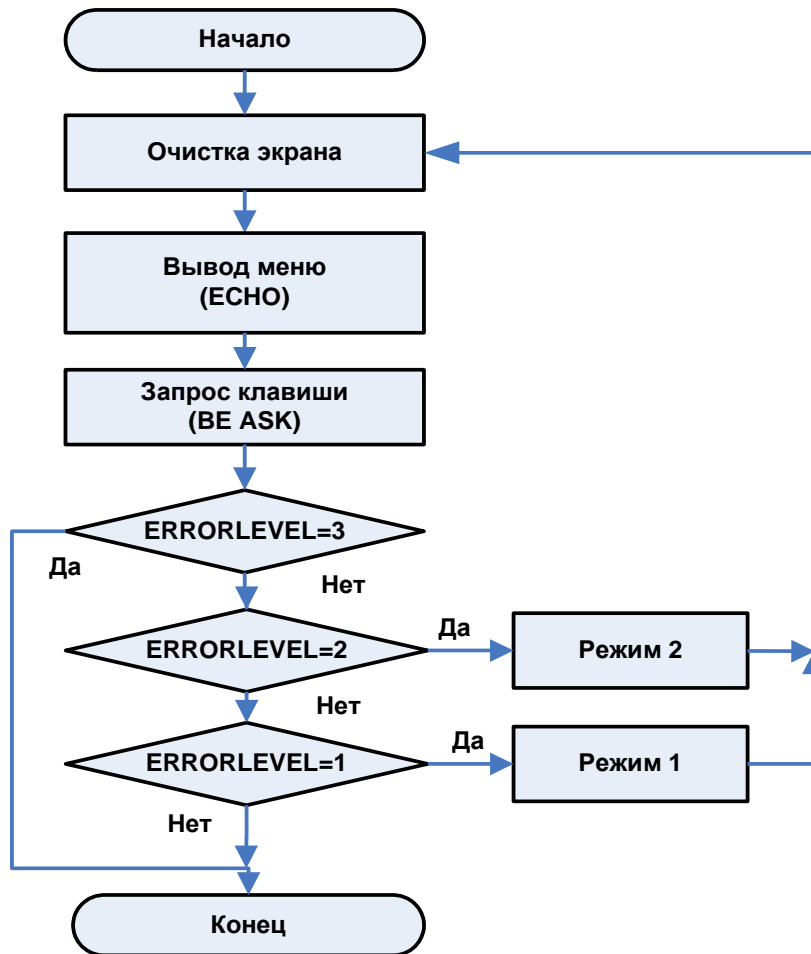 Начало
Очистка экрана
Вывод меню
(ECHO)
Запрос клавиши
(BE ASK)
ERRORLEVEL=3
Да
Нет
ERRORLEVEL=2
Да
Режим 2
Нет
ERRORLEVEL=1
Да
Режим 1
Нет
Конец